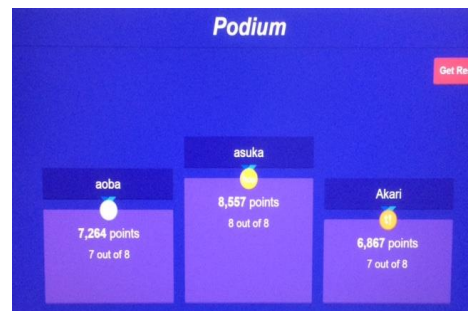 Podium
Get Re
asuka
aoba
8,557 points
Akari
7,264 points
8 out of 8
7 out of 8
6,867 points
7 out of 8